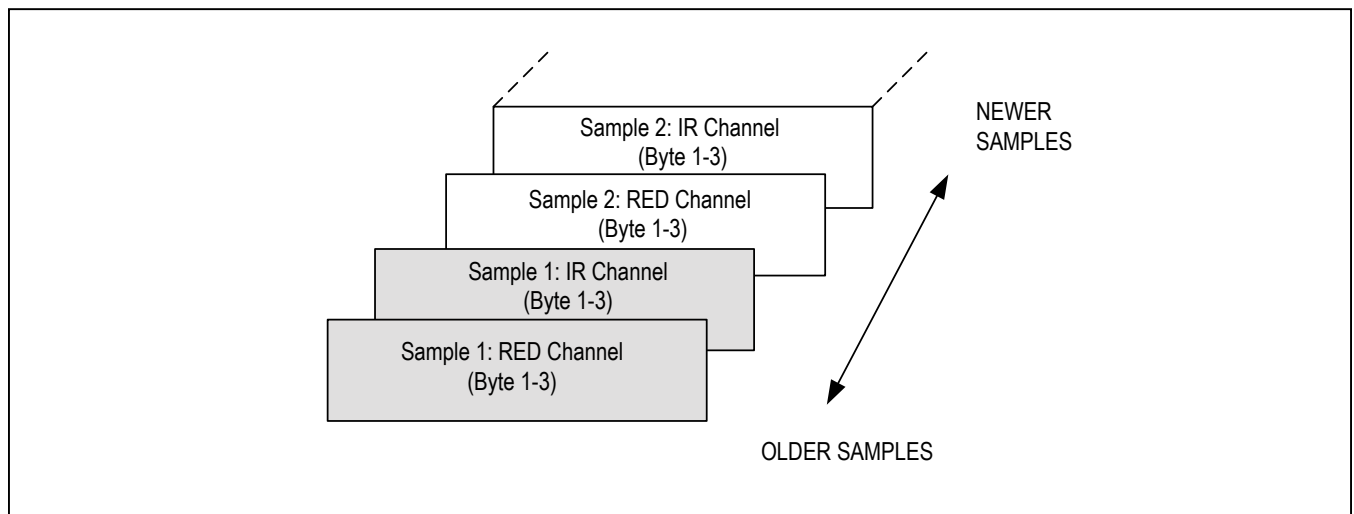 Sample 2: IR Channel
(Byte 1-3)
NEWER
SAMPLES
Sample 2: RED Channel
(Byte 1-3)
Sample 1: IR Channel
(Byte 1-3)
Sample 1: RED Channel
(Byte 1-3)
OLDER SAMPLES